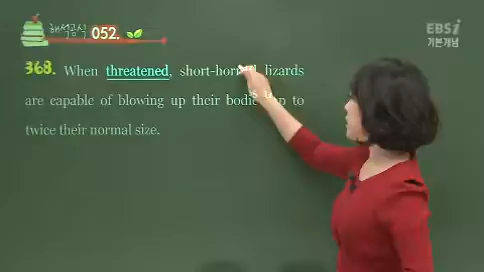 해석공식 052.
EBSi
기본개념
368. When threatened, short-horned lizards
are capable of blowing up their bodies up to
twice their normal size.